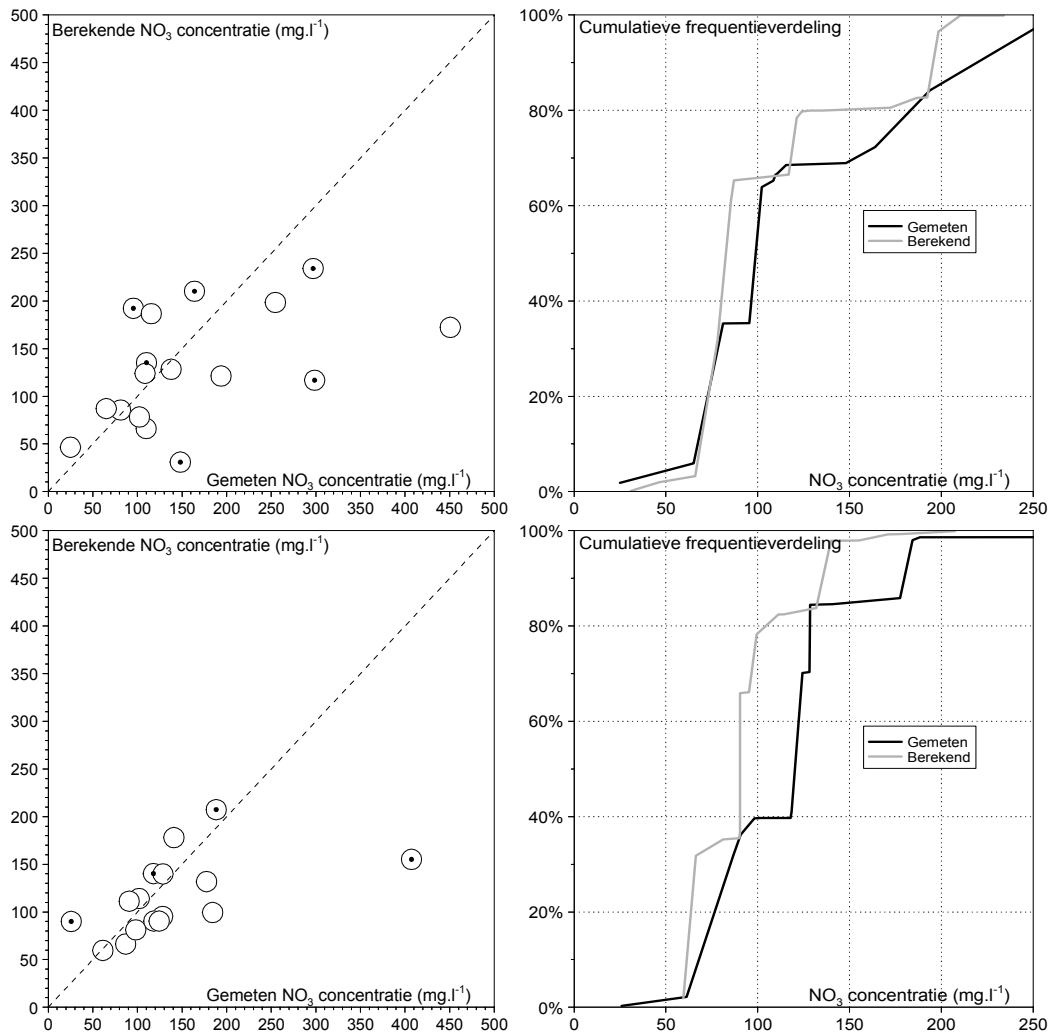 500
450
400
350
300
250
200
150
100
50
0
Berekende NO₃ concentratie (mg.l⁻¹)
Gemeten NO₃ concentratie (mg.l⁻¹)
0 50 100 150 200 250 300 350 400 450 500
100%
80%
60%
40%
20%
0%
Cumulatieve frequentieverdeling
Gemeten
Berekend
NO₃ concentratie (mg.l⁻¹)
0 50 100 150 200 250
500
450
400
350
300
250
200
150
100
50
0
Berekende NO₃ concentratie (mg.l⁻¹)
Gemeten NO₃ concentratie (mg.l⁻¹)
0 50 100 150 200 250 300 350 400 450 500
100%
80%
60%
40%
20%
0%
Cumulatieve frequentieverdeling
Gemeten
Berekend
NO₃ concentratie (mg.l⁻¹)
0 50 100 150 200 250